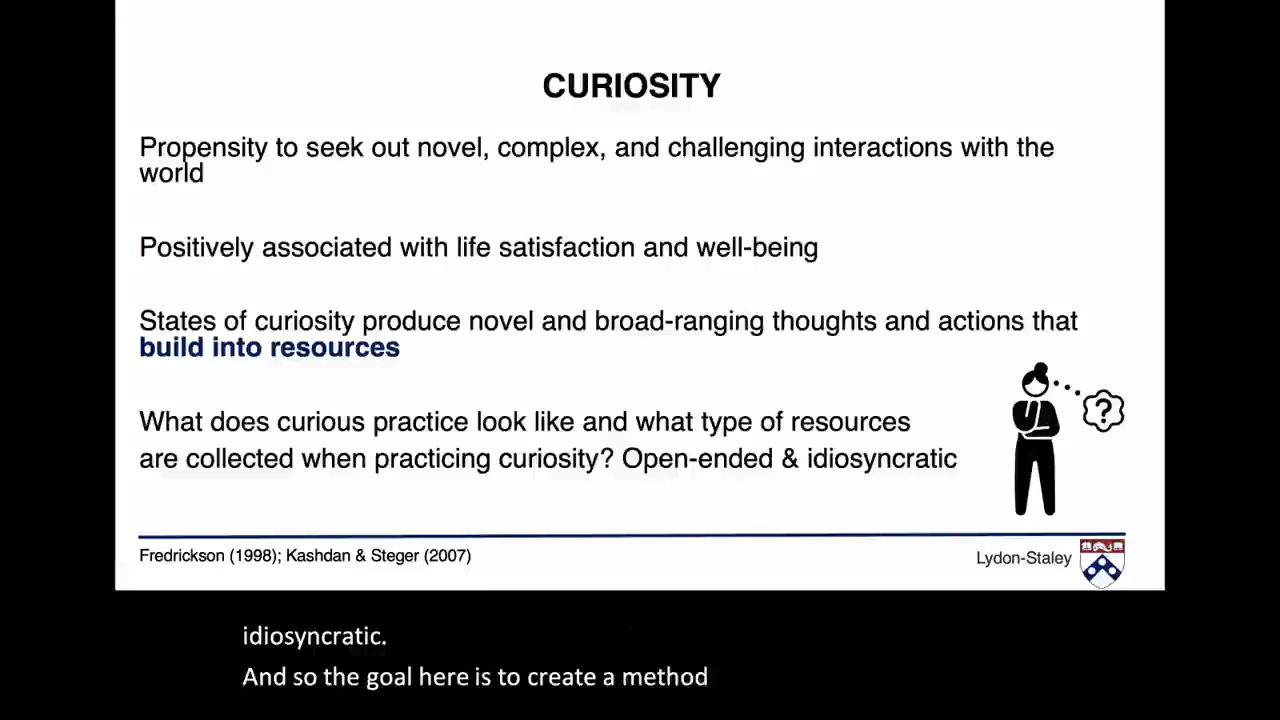 CURIOSITY
Propensity to seek out novel, complex, and challenging interactions with the
world
Positively associated with life satisfaction and well-being
States of curiosity produce novel and broad-ranging thoughts and actions that
build into resources
What does curious practice look like and what type of resources
are collected when practicing curiosity? Open-ended & idiosyncratic
?
Fredrickson (1998); Kashdan & Steger (2007)
Lydon-Staley
idiosyncratic.
And so the goal here is to create a method